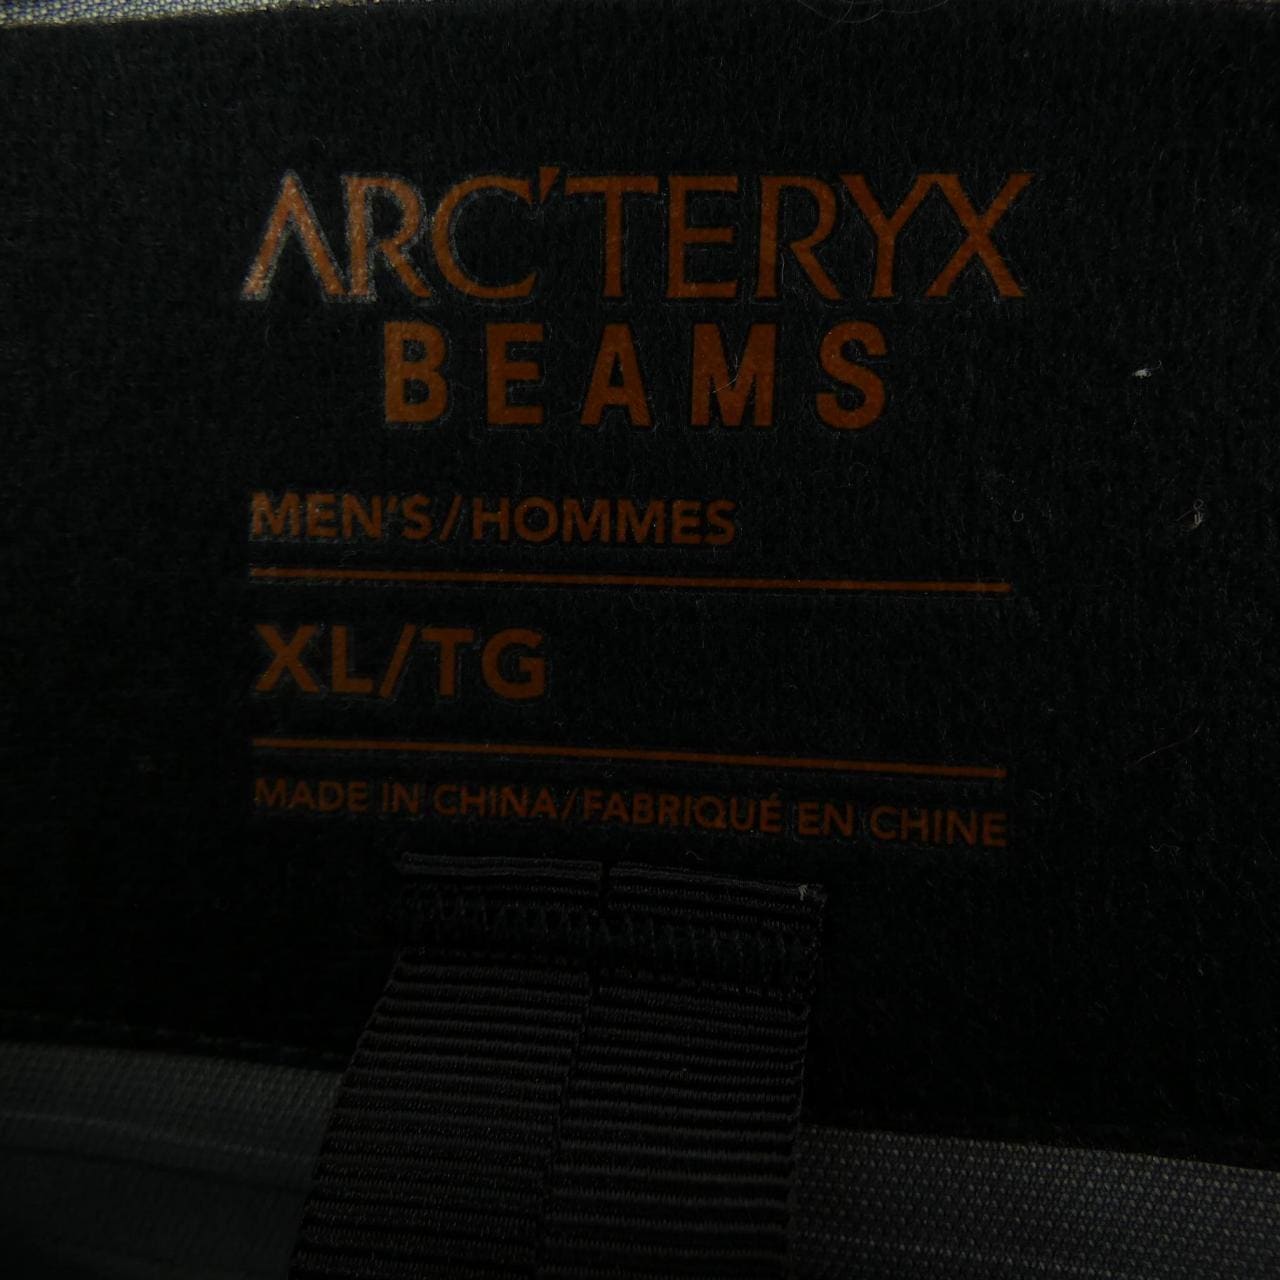 ARC'TERYX
BEAMS
MEN'S/HOMMES
XL/TG
MADE IN CHINA/FABRIQUÉ EN CHINE